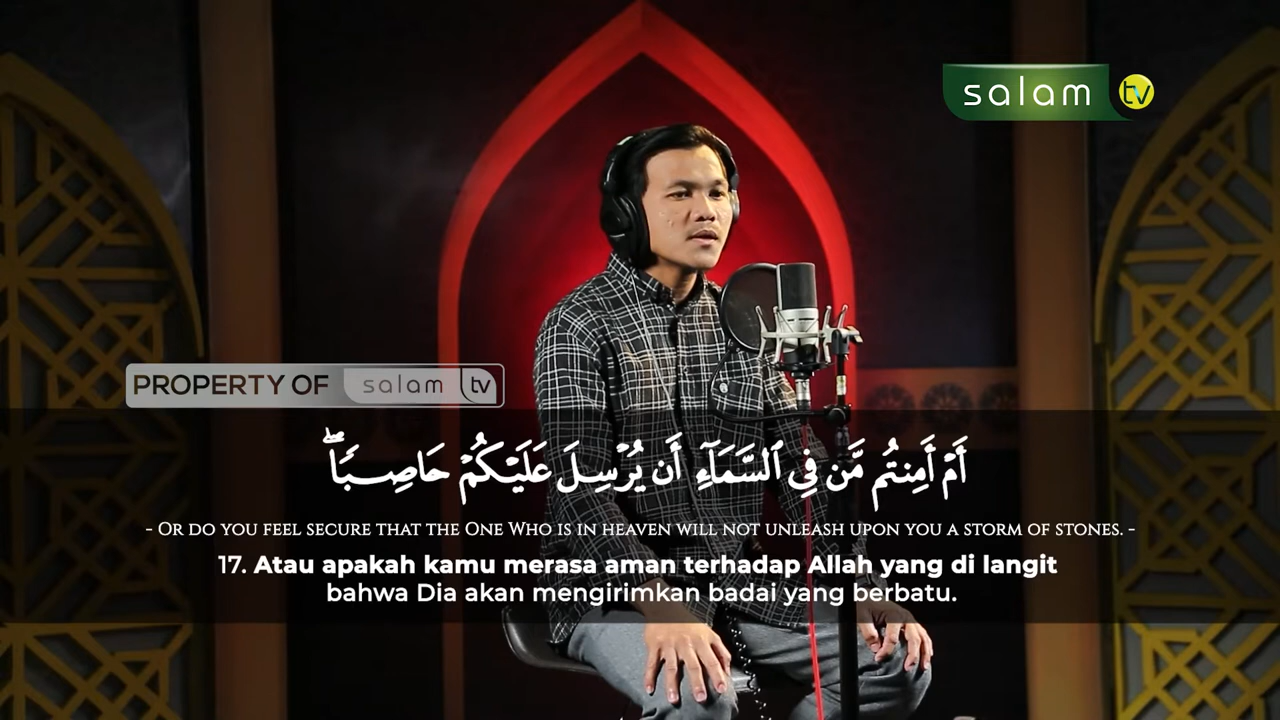 salam tv
PROPERTY OF salam tv
أَمْ أَمِنتُم مَّن فِى ٱلسَّمَآءِ أَن يُرْسِلَ عَلَيْكُمْ حَاصِبًا ۖ
- Or do you feel secure that the One Who is in heaven will not unleash upon you a storm of stones. -
17. Atau apakah kamu merasa aman terhadap Allah yang di langit
bahwa Dia akan mengirimkan badai yang berbatu.